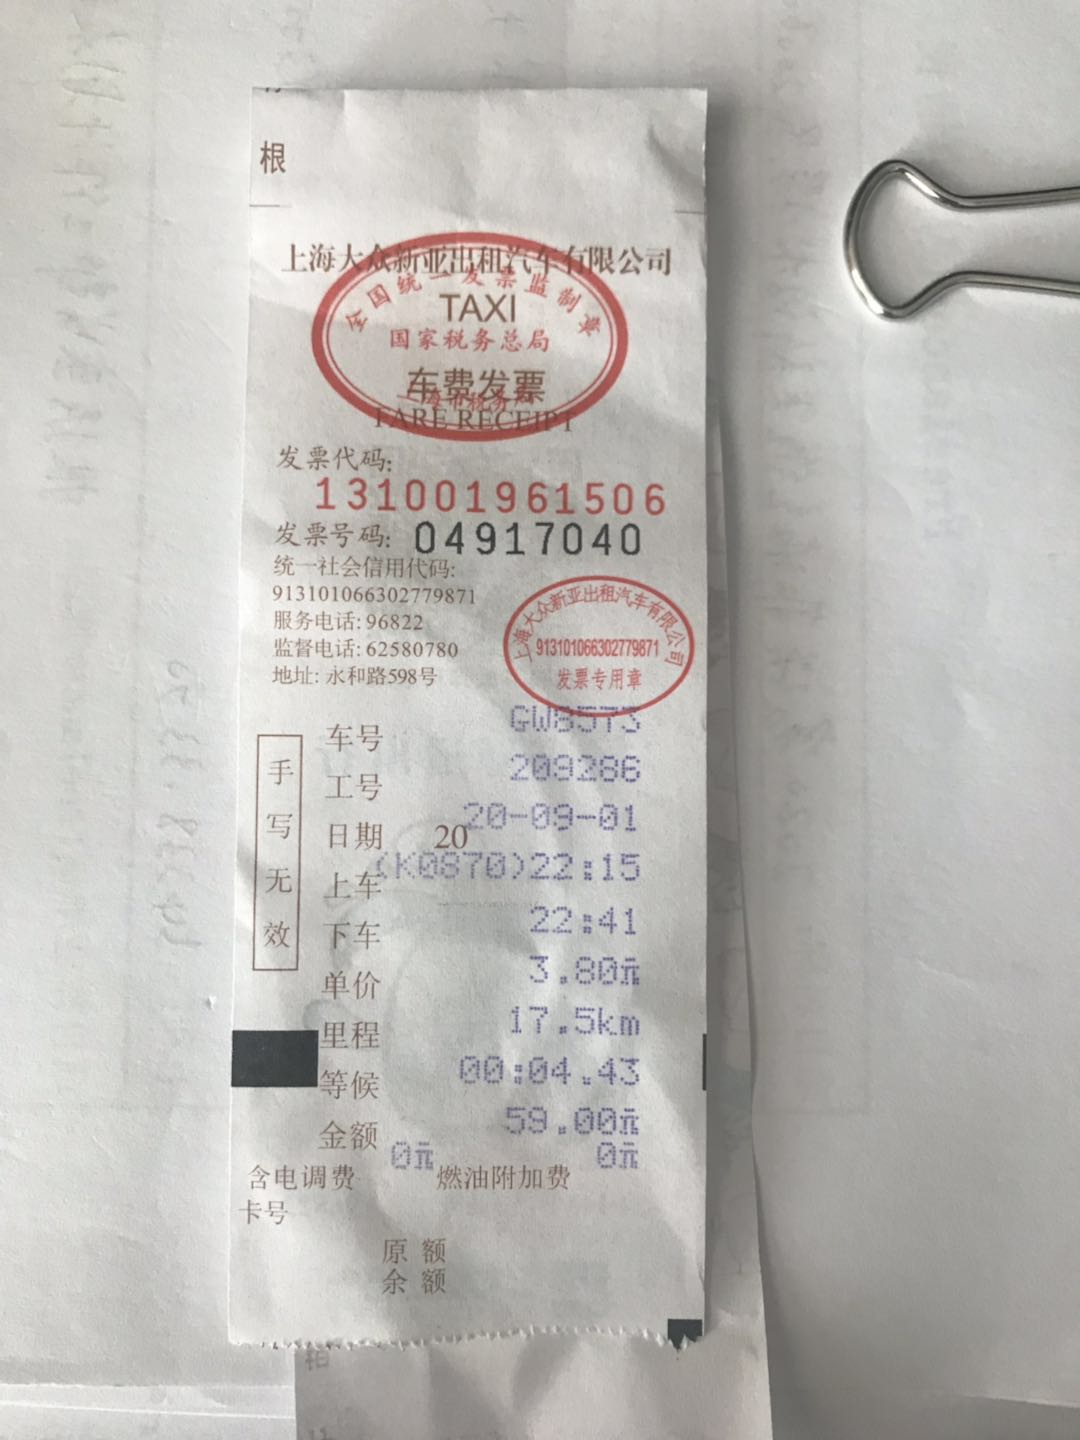 根
上海大众新亚出租汽车有限公司
全国统一发票监制章
TAXI
国家税务总局
车费发票
上海市税务局
FARE RECEIPT
发票代码:
131001961506
发票号码: 04917040
统一社会信用代码:
913101066302779871
服务电话: 96822
监督电话: 62580780
地址: 永和路598号
上海大众新亚出租汽车有限公司
913101066302779871
发票专用章
手写无效
车号 GW8573
工号 209286
日期 2020-09-01
上车 (K0870)22:15
下车 22:41
单价 3.80元
里程 17.5km
等候 00:04.43
金额 59.00元
0元 0元
含电调费 燃油附加费
卡号
原 额
余 额